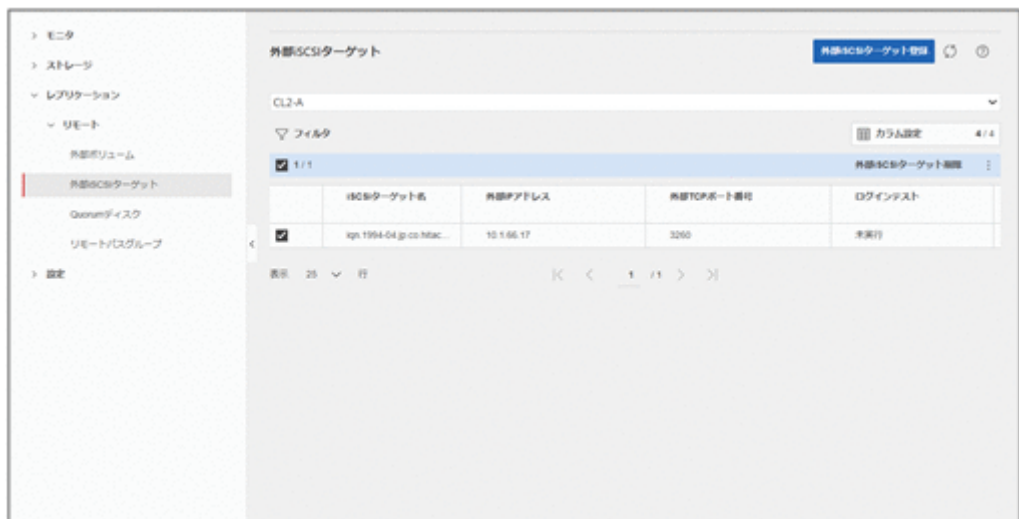 モニタ
ストレージ
レプリケーション
リモート
外部ボリューム
外部iSCSIターゲット
Quorumディスク
リモートパスグループ
設定
外部iSCSIターゲット
外部iSCSIターゲット登録
CL2-A
フィルタ
カラム設定 4 / 4
1 / 1
外部iSCSIターゲット削除
iSCSIターゲット名 外部IPアドレス 外部TCPポート番号 ログインテスト
iqn.1994-04.jp.co.hitac... 10.1.66.17 3260 未実行
表示 25 行
1 / 1